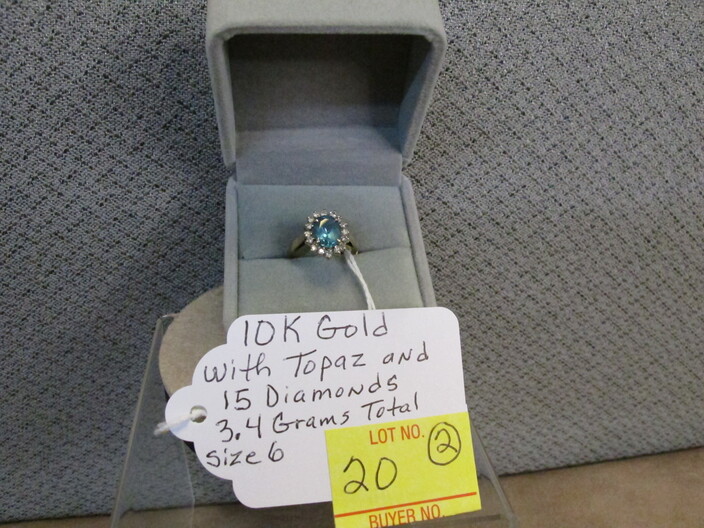 10K Gold
with Topaz and
15 Diamonds
3.4 Grams Total
size 6
LOT NO.
20 2
BUYER NO.